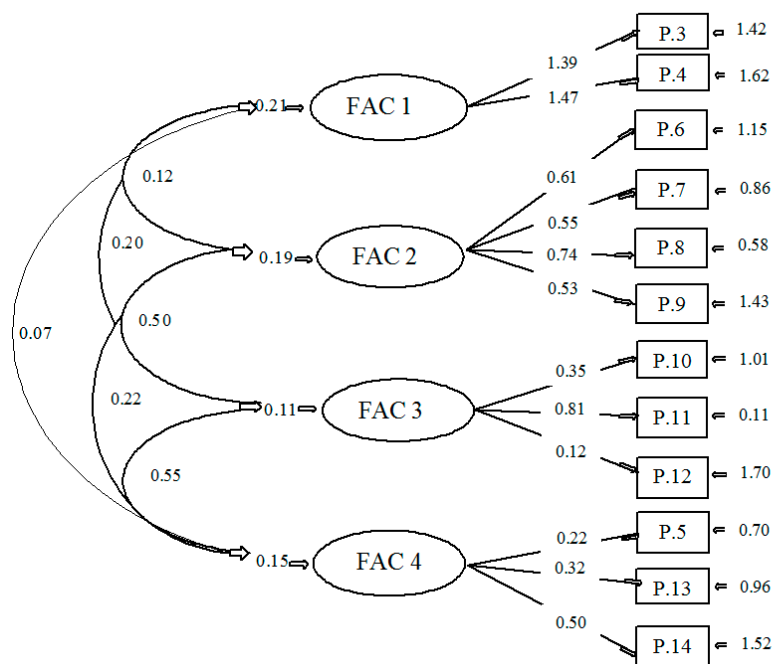 P.3 1.42
1.39
P.4 1.62
1.47
0.21 FAC 1
P.6 1.15
0.12
0.61
P.7 0.86
0.55
0.20
0.19 FAC 2
0.74
P.8 0.58
0.53
P.9 1.43
0.07
0.50
0.35
P.10 1.01
0.22
0.11 FAC 3
0.81
P.11 0.11
0.12
0.55
P.12 1.70
0.22
P.5 0.70
0.15 FAC 4
0.32
P.13 0.96
0.50
P.14 1.52